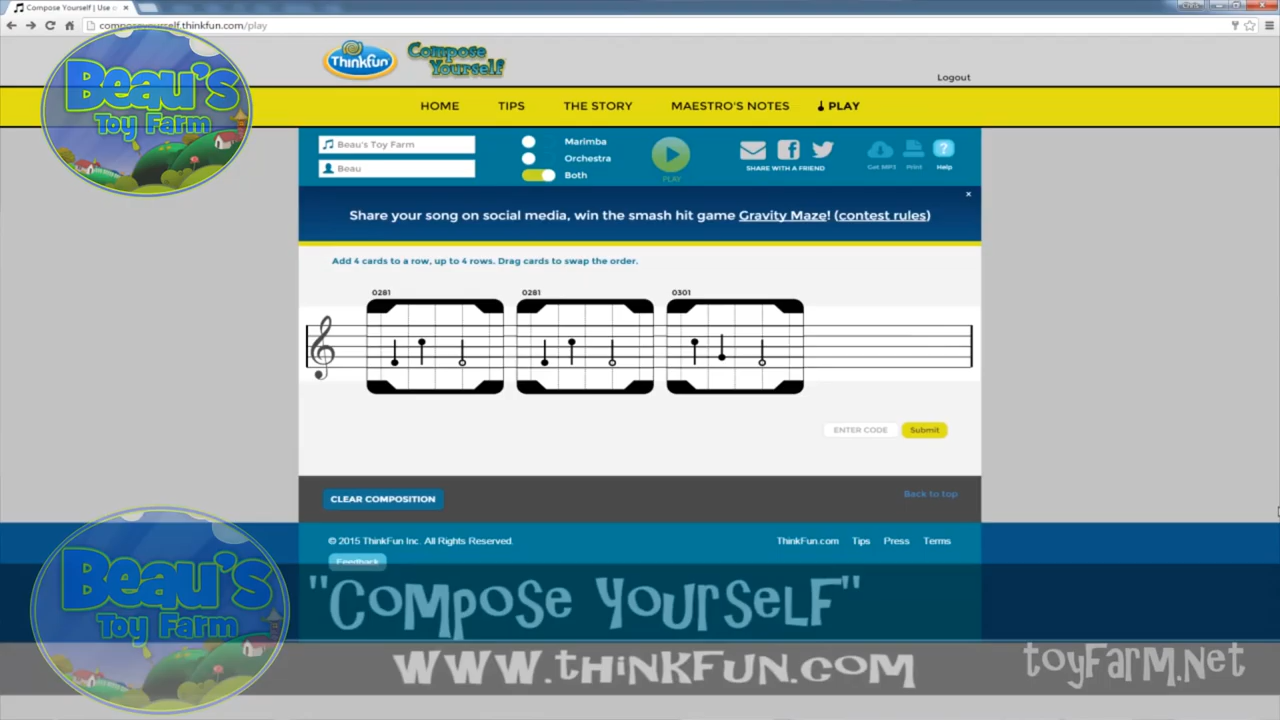 Compose Yourself | Use o
Chris
composeyourself.thinkfun.com/play
Beau's
Toy Farm
ThinkFun
Compose
Yourself
Logout
HOME
TIPS
THE STORY
MAESTRO'S NOTES
PLAY
Beau's Toy Farm
Beau
Marimba
Orchestra
Both
PLAY
SHARE WITH A FRIEND
Get MP3
Print
?
Help
Share your song on social media, win the smash hit game Gravity Maze! (contest rules)
Add 4 cards to a row, up to 4 rows. Drag cards to swap the order.
0281
0281
0301
ENTER CODE
Submit
CLEAR COMPOSITION
Back to top
© 2015 ThinkFun Inc. All Rights Reserved.
ThinkFun.com
Tips
Press
Terms
Feedback
Beau's
Toy Farm
"Compose Yourself"
www.thinkfun.com
toyFarm.Net